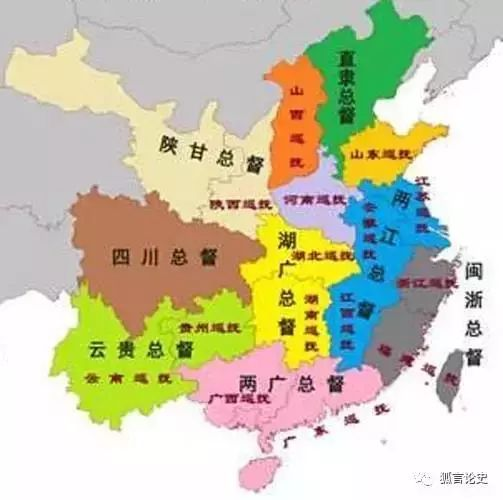 直隶总督
山西巡抚
山东巡抚
陕甘总督
陕西巡抚
河南巡抚
江苏巡抚
安徽巡抚
两江总督
四川总督
湖广总督
湖北巡抚
湖南巡抚
江西巡抚
浙江巡抚
闽浙总督
贵州巡抚
云贵总督
云南巡抚
福建巡抚
两广总督
广西巡抚
广东巡抚
狐言论史